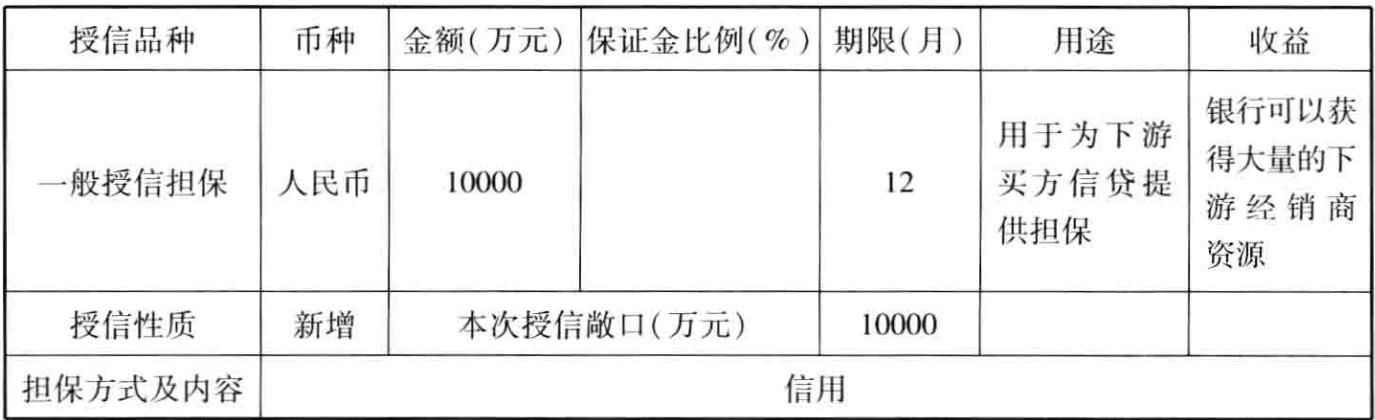 授信品种 币种 金额(万元) 保证金比例(%) 期限(月) 用途 收益
一般授信担保 人民币 10000 12
用于为下游
买方信贷提
供担保
银行可以获
得大量的下
游经销商
资源
授信性质 新增 本次授信敞口(万元) 10000
担保方式及内容 信用